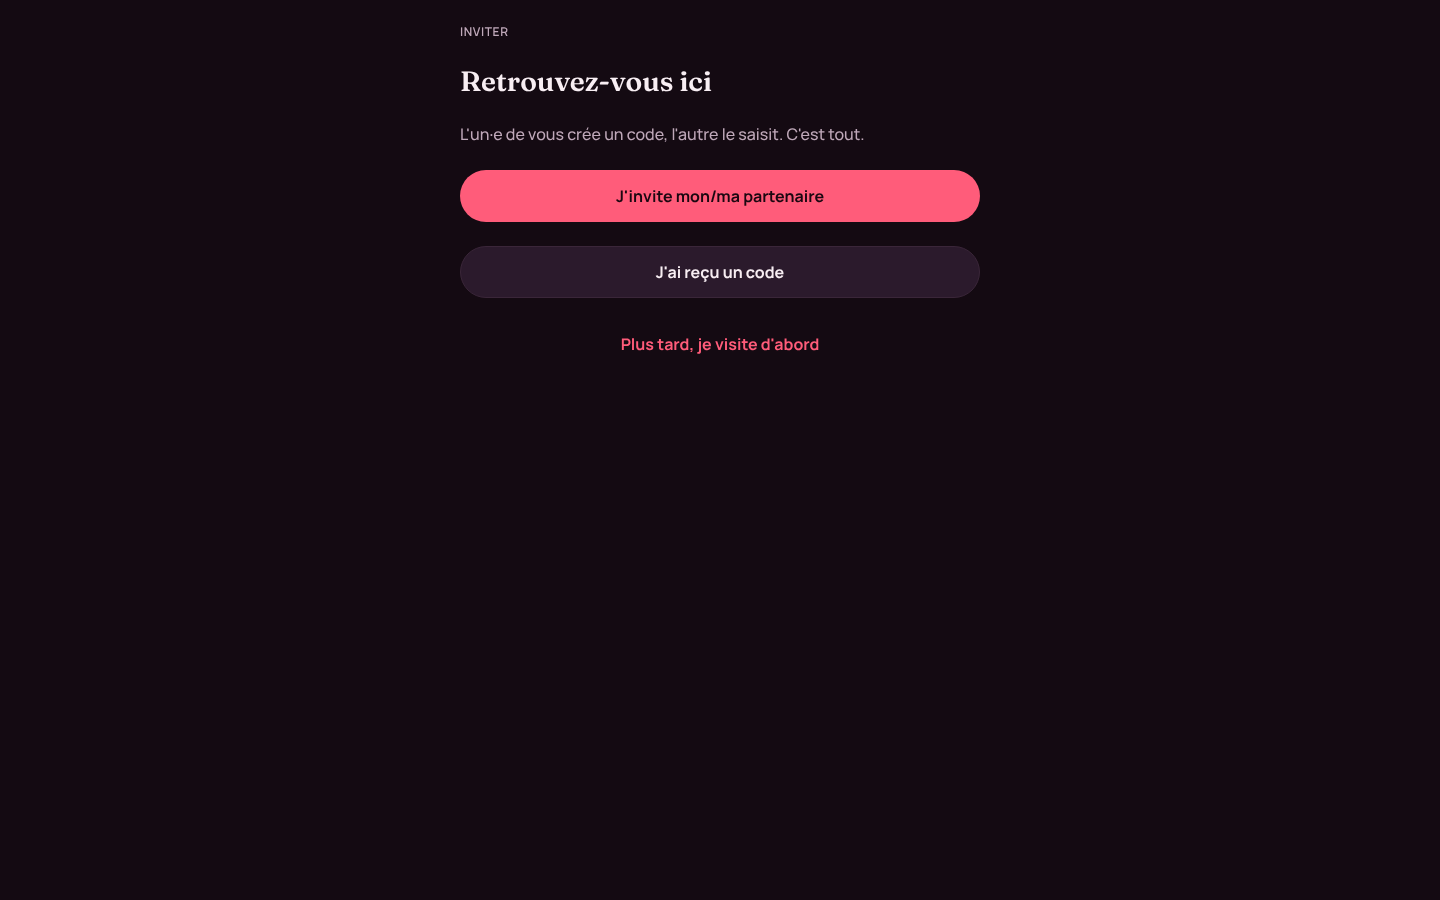 INVITER
Retrouvez-vous ici
L'un·e de vous crée un code, l'autre le saisit. C'est tout.
J'invite mon/ma partenaire
J'ai reçu un code
Plus tard, je visite d'abord